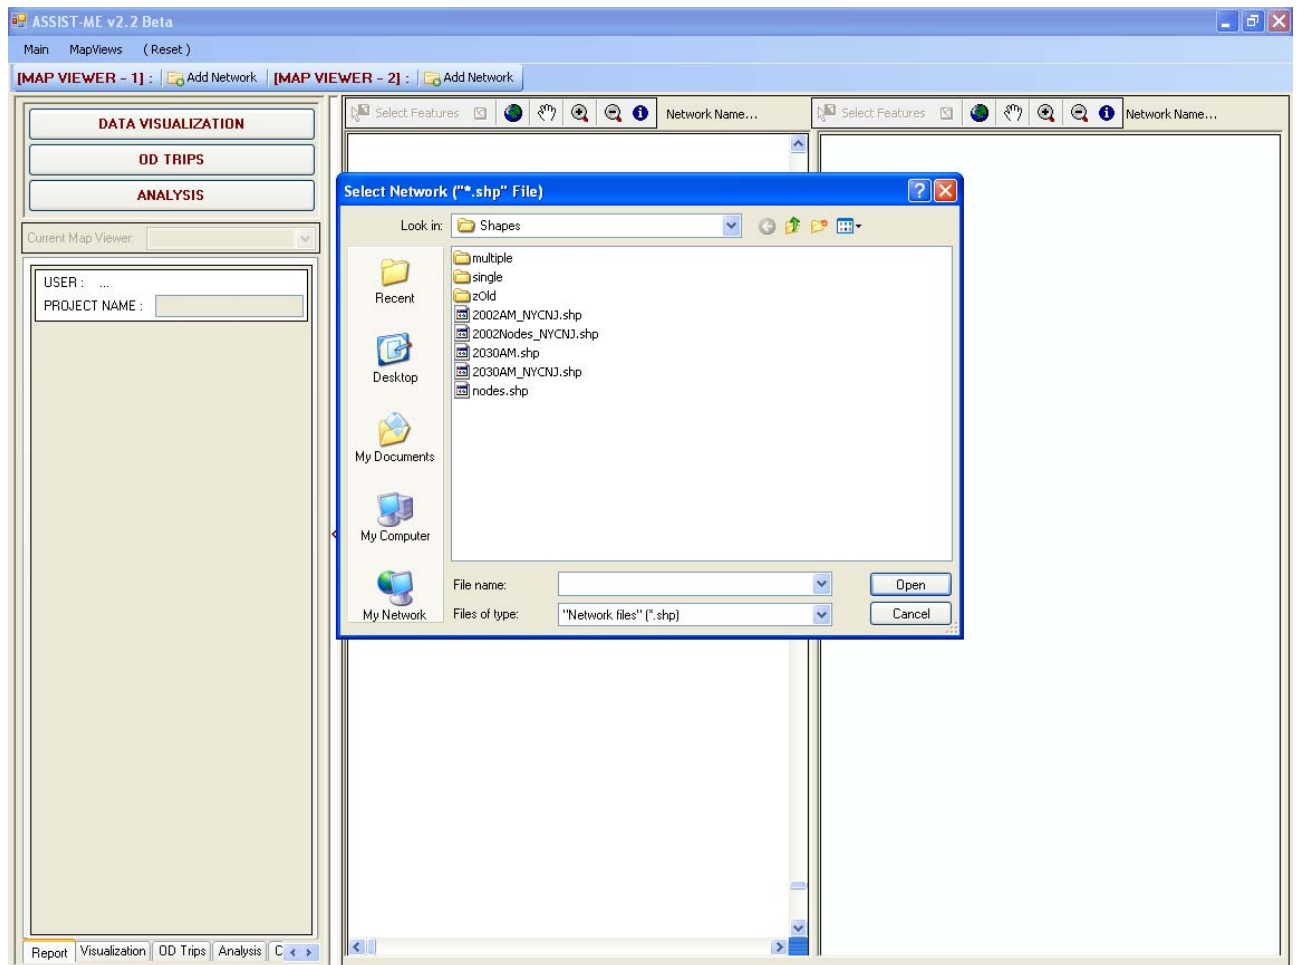 ASSIST-ME v2.2 Beta
Main MapViews ( Reset )
[MAP VIEWER - 1] : Add Network [MAP VIEWER - 2] : Add Network
DATA VISUALIZATION
OD TRIPS
ANALYSIS
Current Map Viewer:
USER : ...
PROJECT NAME :
Select Features Network Name...
Select Features Network Name...
Select Network ("*.shp" File)
Look in: Shapes
Recent
Desktop
My Documents
My Computer
My Network
multiple
single
zOld
2002AM_NYCNJ.shp
2002Nodes_NYCNJ.shp
2030AM.shp
2030AM_NYCNJ.shp
nodes.shp
File name: Open
Files of type: "Network files" (*.shp) Cancel
Report Visualization OD Trips Analysis C